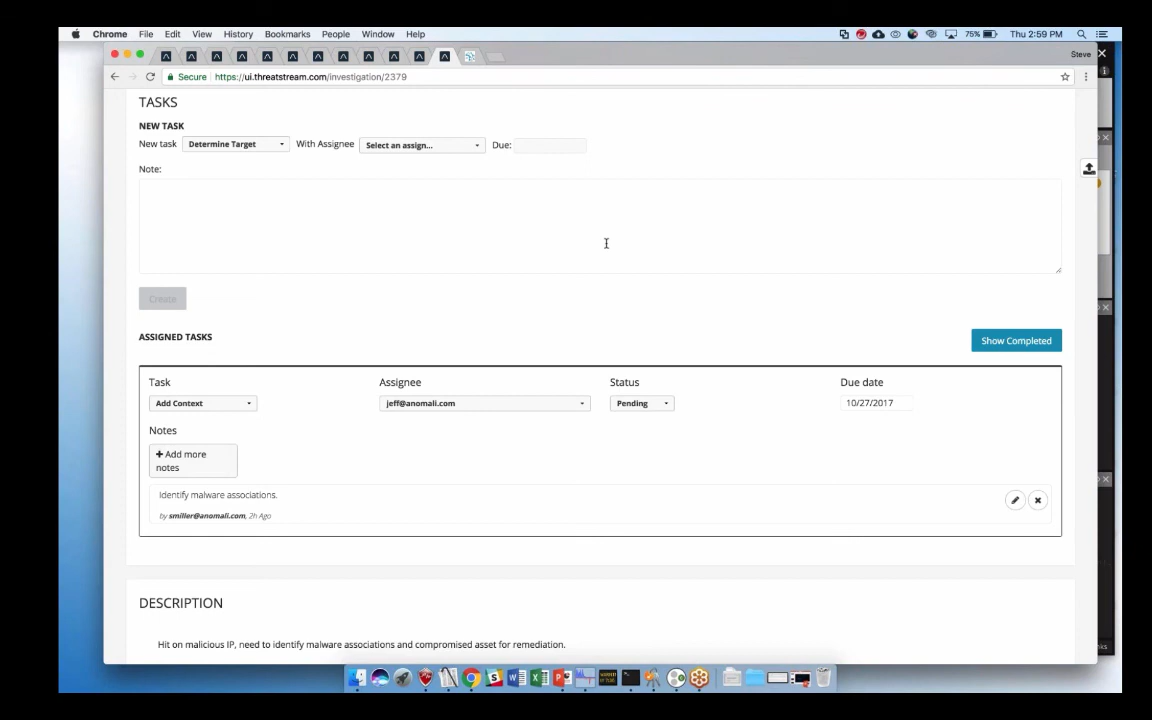 Chrome File Edit View History Bookmarks People Window Help 75% Thu 2:59 PM
Steve
Secure https://ui.threatstream.com/investigation/2379
TASKS
NEW TASK
New task Determine Target With Assignee Select an assign... Due:
Note:
Create
ASSIGNED TASKS
Show Completed
Task Assignee Status Due date
Add Context jeff@anomali.com Pending 10/27/2017
Notes
Add more
notes
Identify malware associations.
by smiller@anomali.com, 2h Ago
DESCRIPTION
Hit on malicious IP, need to identify malware associations and compromised asset for remediation.